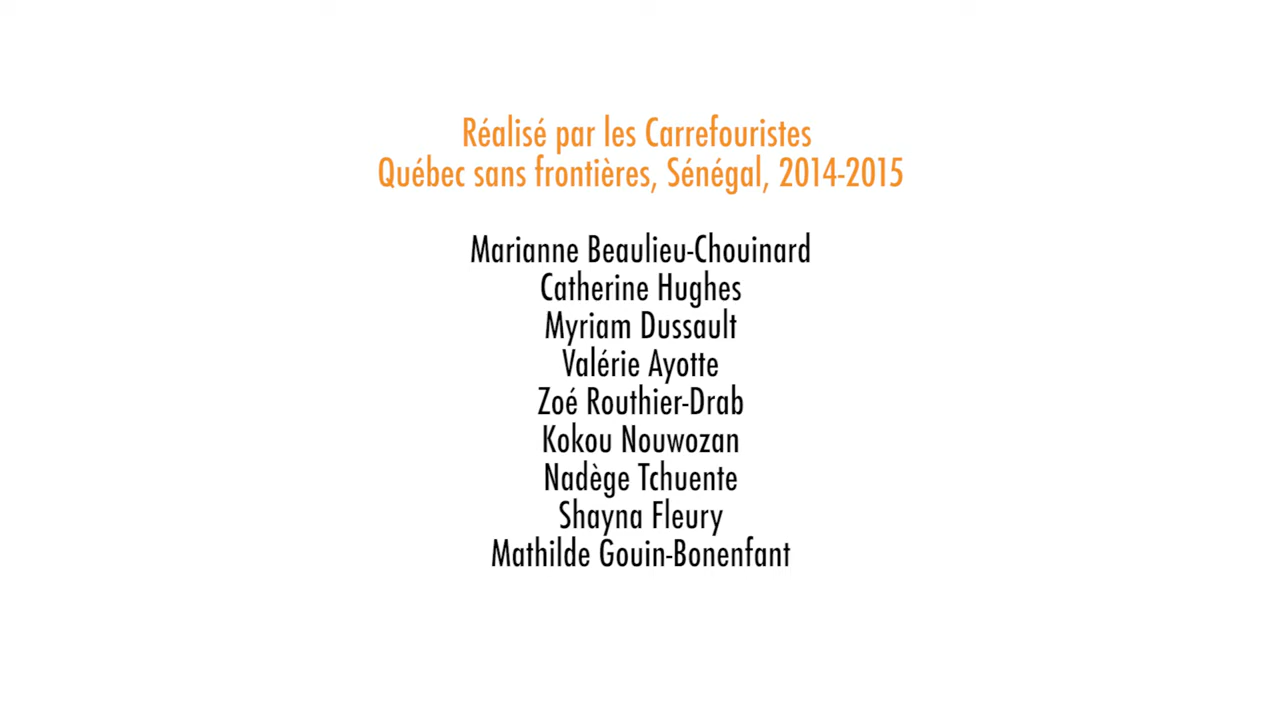 Réalisé par les Carrefouristes
Québec sans frontières, Sénégal, 2014-2015
Marianne Beaulieu-Chouinard
Catherine Hughes
Myriam Dussault
Valérie Ayotte
Zoé Routhier-Drab
Kokou Nouwozan
Nadège Tchuente
Shayna Fleury
Mathilde Gouin-Bonenfant